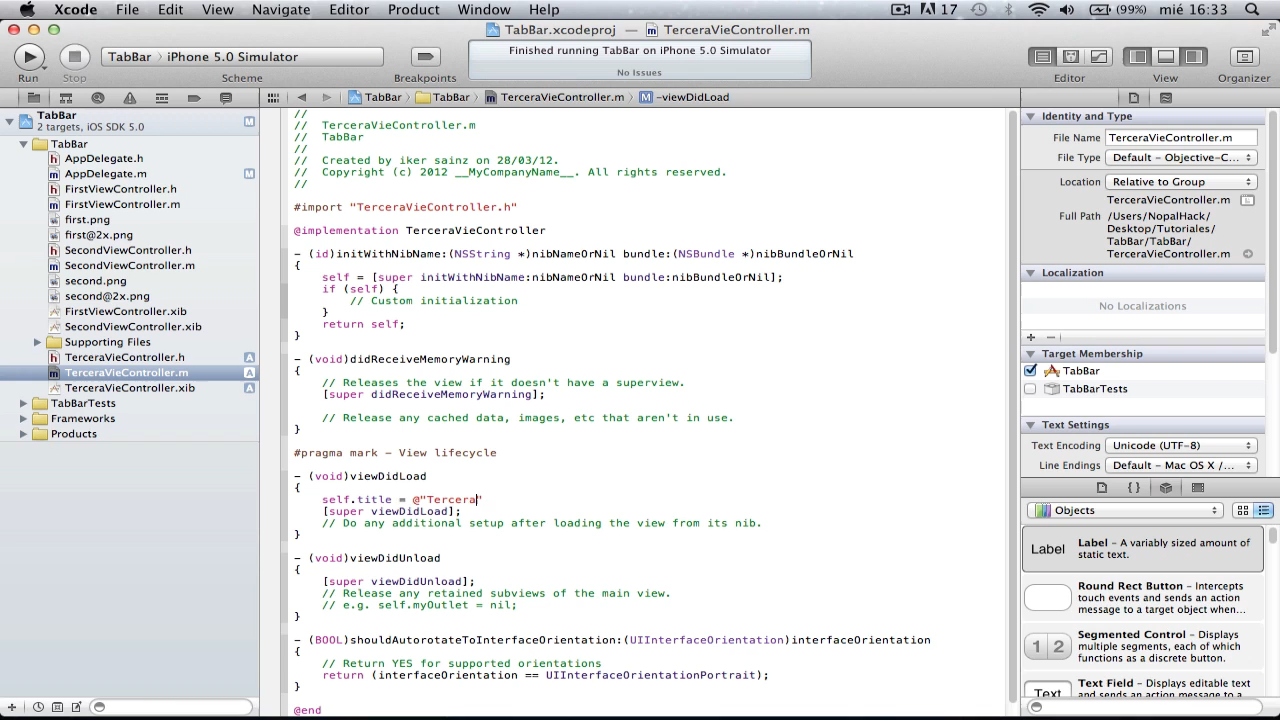 Xcode File Edit View Navigate Editor Product Window Help 17 (99%) mié 16:33
TabBar.xcodeproj — TerceraVieController.m
TabBar iPhone 5.0 Simulator
Finished running TabBar on iPhone 5.0 Simulator
No Issues
Run Stop Scheme Breakpoints Editor View Organizer
TabBar TabBar TerceraVieController.m M -viewDidLoad
TabBar M
2 targets, iOS SDK 5.0
TabBar
AppDelegate.h
AppDelegate.m M
FirstViewController.h
FirstViewController.m
first.png
first@2x.png
SecondViewController.h
SecondViewController.m
second.png
second@2x.png
FirstViewController.xib
SecondViewController.xib
Supporting Files
TerceraVieController.h A
TerceraVieController.m A
TerceraVieController.xib A
TabBarTests
Frameworks
Products
//
// TerceraVieController.m
// TabBar
//
// Created by iker sainz on 28/03/12.
// Copyright (c) 2012 __MyCompanyName__. All rights reserved.
//
#import "TerceraVieController.h"
@implementation TerceraVieController
- (id)initWithNibName:(NSString *)nibNameOrNil bundle:(NSBundle *)nibBundleOrNil
{
self = [super initWithNibName:nibNameOrNil bundle:nibBundleOrNil];
if (self) {
// Custom initialization
}
return self;
}
- (void)didReceiveMemoryWarning
{
// Releases the view if it doesn't have a superview.
[super didReceiveMemoryWarning];
// Release any cached data, images, etc that aren't in use.
}
#pragma mark - View lifecycle
- (void)viewDidLoad
{
self.title = @"Tercera"
[super viewDidLoad];
// Do any additional setup after loading the view from its nib.
}
- (void)viewDidUnload
{
[super viewDidUnload];
// Release any retained subviews of the main view.
// e.g. self.myOutlet = nil;
}
- (BOOL)shouldAutorotateToInterfaceOrientation:(UIInterfaceOrientation)interfaceOrientation
{
// Return YES for supported orientations
return (interfaceOrientation == UIInterfaceOrientationPortrait);
}
@end
Identity and Type
File Name TerceraVieController.m
File Type Default - Objective-C...
Location Relative to Group
TerceraVieController.m
Full Path /Users/NopalHack/
Desktop/Tutoriales/
TabBar/TabBar/
TerceraVieController.m
Localization
No Localizations
+ −
Target Membership
TabBar
TabBarTests
Text Settings
Text Encoding Unicode (UTF-8)
Line Endings Default - Mac OS X /...
{ }
Objects
Label Label - A variably sized amount of
static text.
Round Rect Button - Intercepts
touch events and sends an action
message to a target object when...
1 2 Segmented Control - Displays
multiple segments, each of which
functions as a discrete button.
Text Text Field - Displays editable text
and sends an action message to a